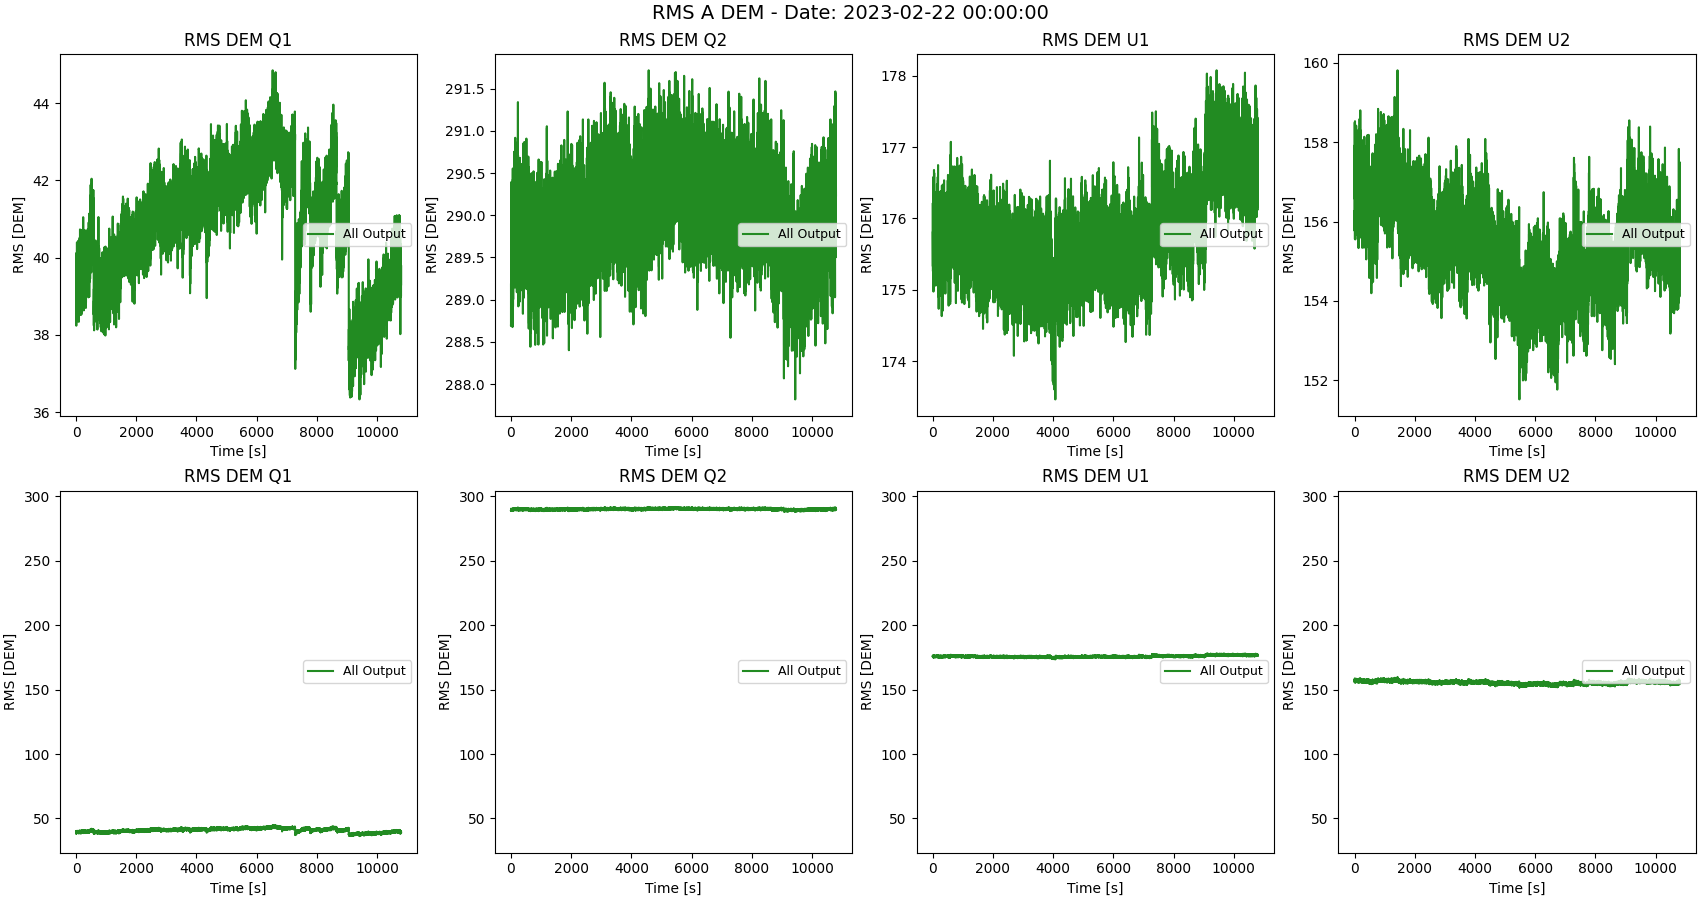 RMS A DEM - Date: 2023-02-22 00:00:00
RMS DEM Q1
RMS [DEM]
44
42
40
38
36
All Output
0 2000 4000 6000 8000 10000
Time [s]
RMS DEM Q2
RMS [DEM]
291.5
291.0
290.5
290.0
289.5
289.0
288.5
288.0
All Output
0 2000 4000 6000 8000 10000
Time [s]
RMS DEM U1
RMS [DEM]
178
177
176
175
174
All Output
0 2000 4000 6000 8000 10000
Time [s]
RMS DEM U2
RMS [DEM]
160
158
156
154
152
All Output
0 2000 4000 6000 8000 10000
Time [s]
RMS DEM Q1
RMS [DEM]
300
250
200
150
100
50
All Output
0 2000 4000 6000 8000 10000
Time [s]
RMS DEM Q2
RMS [DEM]
300
250
200
150
100
50
All Output
0 2000 4000 6000 8000 10000
Time [s]
RMS DEM U1
RMS [DEM]
300
250
200
150
100
50
All Output
0 2000 4000 6000 8000 10000
Time [s]
RMS DEM U2
RMS [DEM]
300
250
200
150
100
50
All Output
0 2000 4000 6000 8000 10000
Time [s]